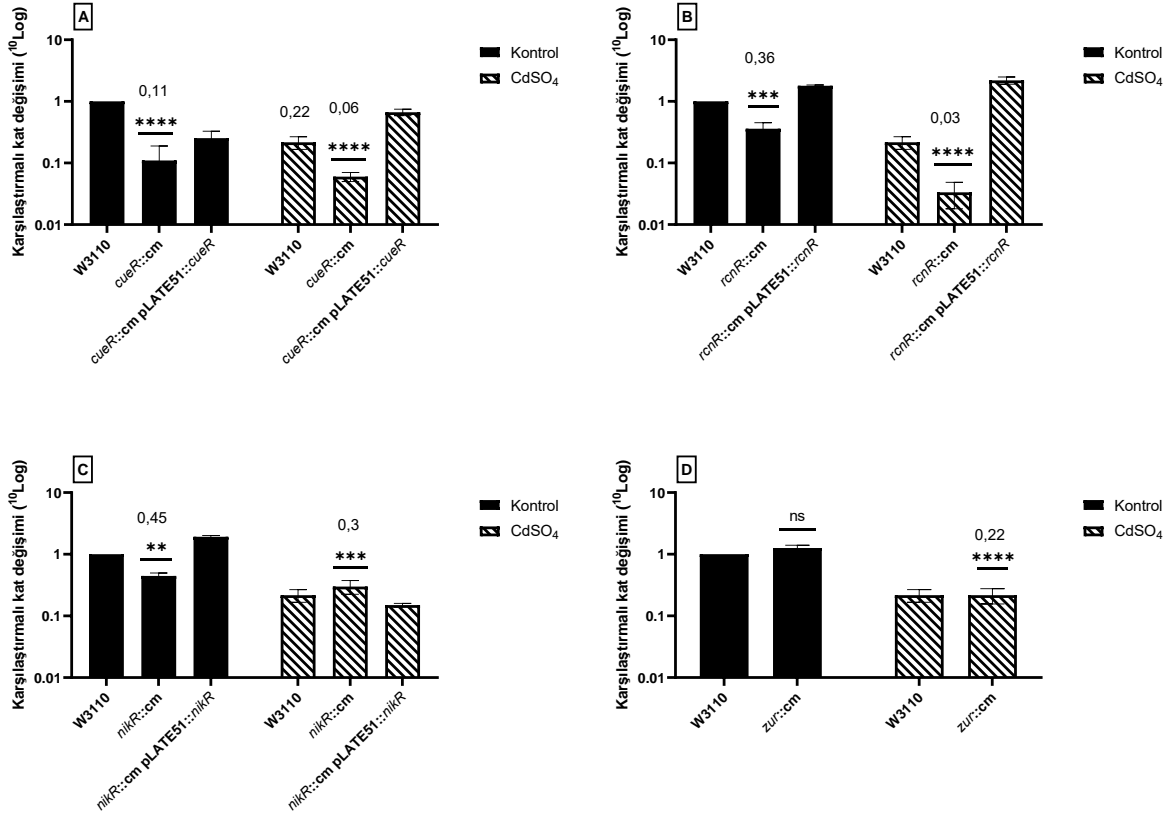 A
Karşılaştırmalı kat değişimi (¹⁰Log)
10
1
0.1
0.01
0,11
****
0,22
0,06
****
W3110
cueR::cm
cueR::cm pLATE51::cueR
W3110
cueR::cm
cueR::cm pLATE51::cueR
Kontrol
CdSO₄
B
Karşılaştırmalı kat değişimi (¹⁰Log)
10
1
0.1
0.01
0,36
***
0,03
****
W3110
rcnR::cm
rcnR::cm pLATE51::rcnR
W3110
rcnR::cm
rcnR::cm pLATE51::rcnR
Kontrol
CdSO₄
C
Karşılaştırmalı kat değişimi (¹⁰Log)
10
1
0.1
0.01
0,45
**
0,3
***
W3110
nikR::cm
nikR::cm pLATE51::nikR
W3110
nikR::cm
nikR::cm pLATE51::nikR
Kontrol
CdSO₄
D
Karşılaştırmalı kat değişimi (¹⁰Log)
10
1
0.1
0.01
ns
0,22
****
W3110
zur::cm
W3110
zur::cm
Kontrol
CdSO₄